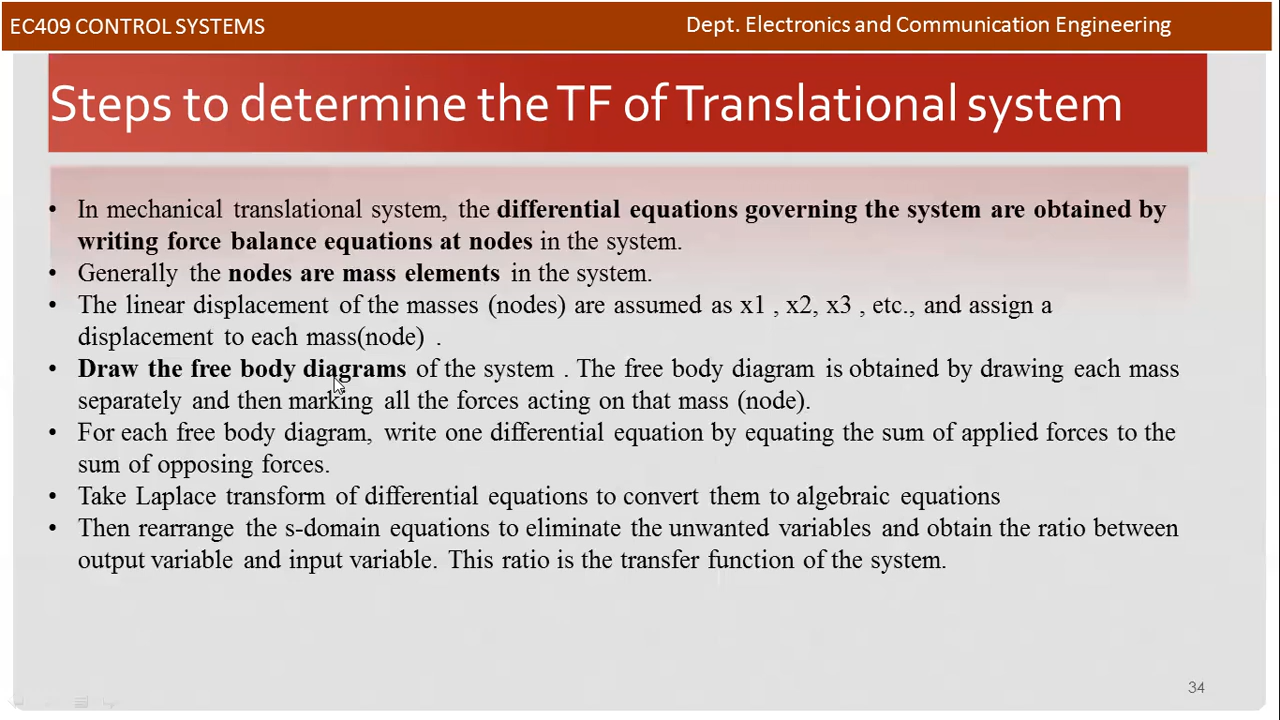 EC409 CONTROL SYSTEMS
Dept. Electronics and Communication Engineering
Steps to determine the TF of Translational system
• In mechanical translational system, the differential equations governing the system are obtained by
writing force balance equations at nodes in the system.
• Generally the nodes are mass elements in the system.
• The linear displacement of the masses (nodes) are assumed as x1 , x2, x3 , etc., and assign a
displacement to each mass(node) .
• Draw the free body diagrams of the system . The free body diagram is obtained by drawing each mass
separately and then marking all the forces acting on that mass (node).
• For each free body diagram, write one differential equation by equating the sum of applied forces to the
sum of opposing forces.
• Take Laplace transform of differential equations to convert them to algebraic equations
• Then rearrange the s-domain equations to eliminate the unwanted variables and obtain the ratio between
output variable and input variable. This ratio is the transfer function of the system.
34